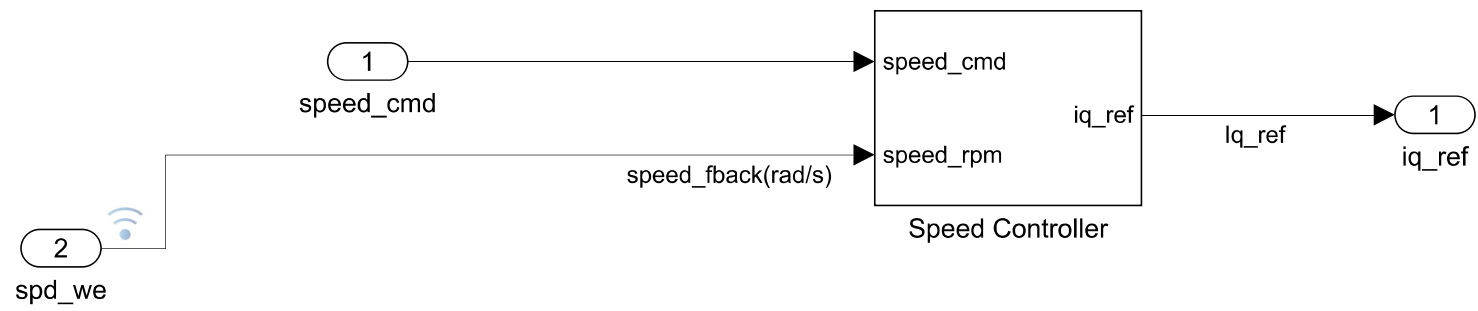 1
speed_cmd
speed_cmd
iq_ref
Iq_ref
1
iq_ref
speed_rpm
speed_fback(rad/s)
Speed Controller
2
spd_we